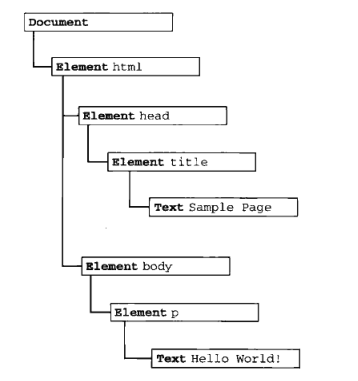 Document
Element html
Element head
Element title
Text Sample Page
Element body
Element p
Text Hello World!